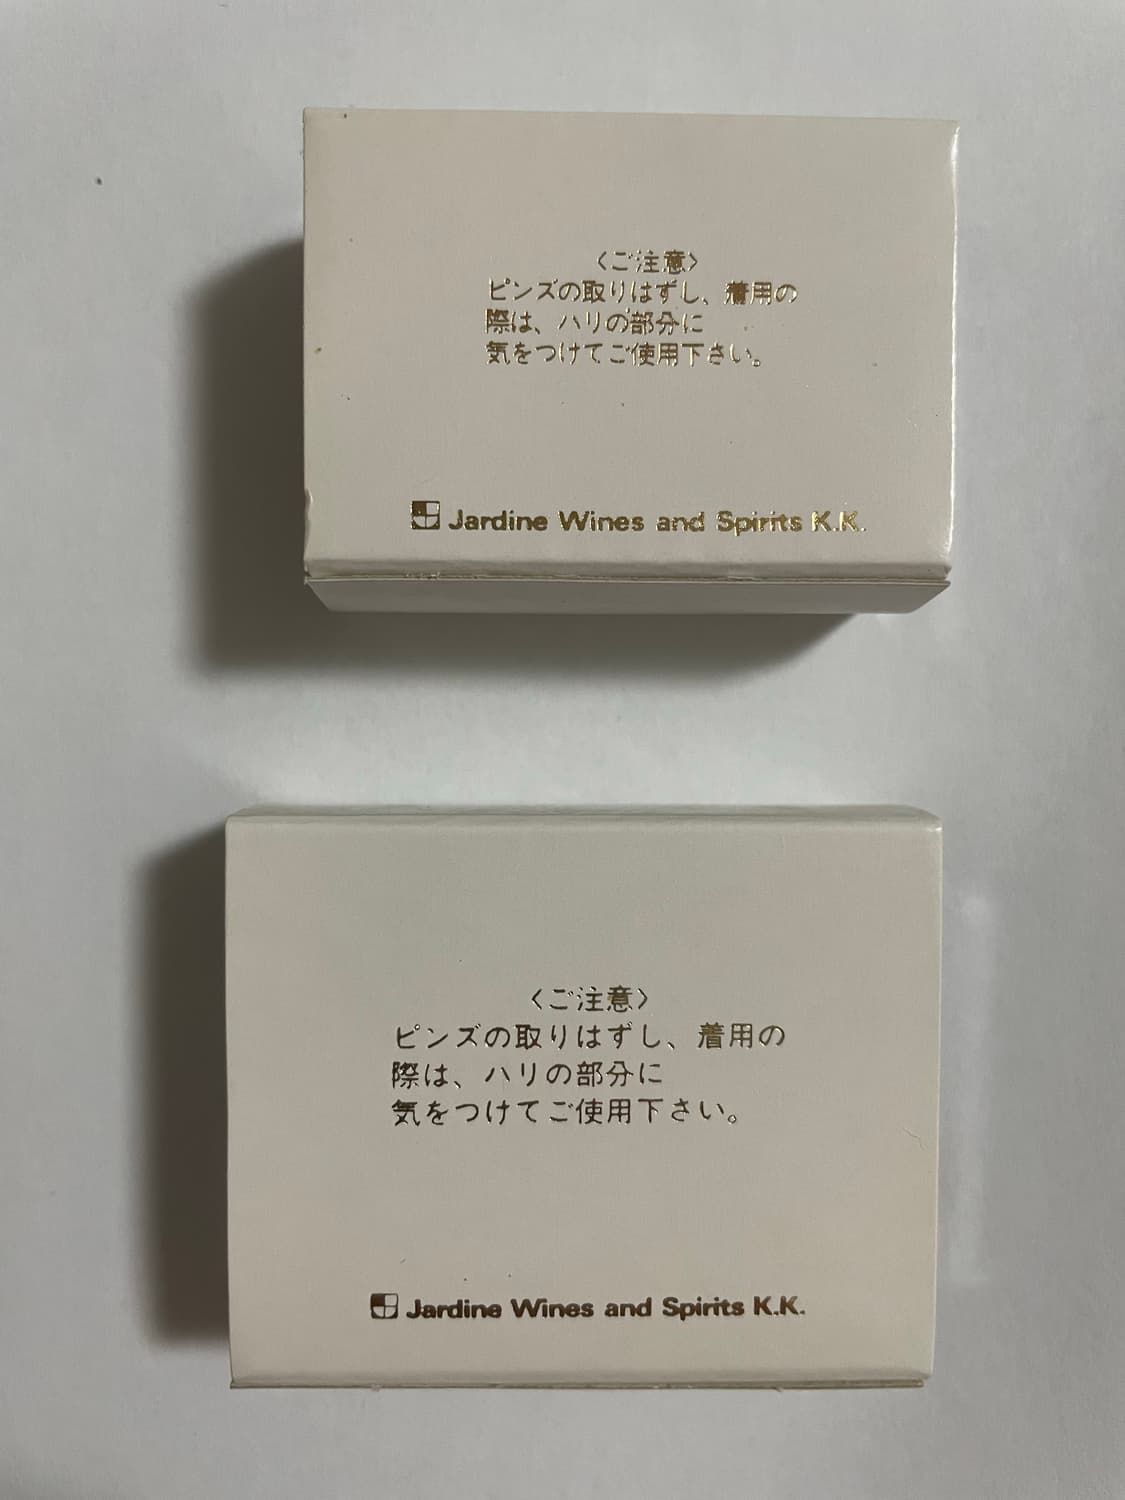 〈ご注意〉
ピンズの取りはずし、着用の
際は、ハリの部分に
気をつけてご使用下さい。
Jardine Wines and Spirits K.K.
〈ご注意〉
ピンズの取りはずし、着用の
際は、ハリの部分に
気をつけてご使用下さい。
Jardine Wines and Spirits K.K.